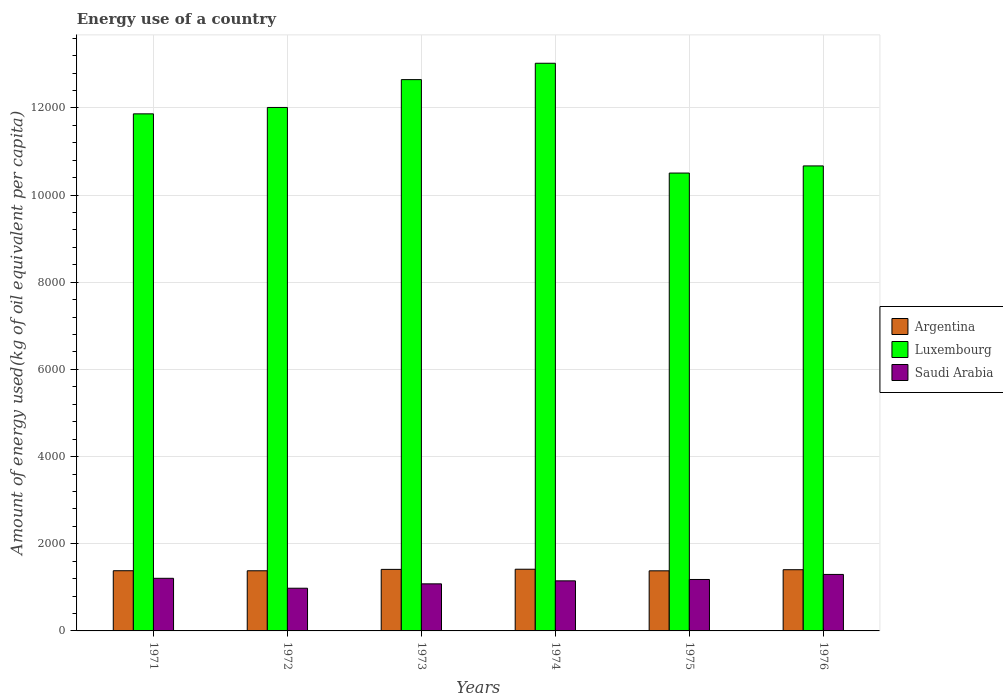 Energy use of a country
Amount of energy used(kg of oil equivalent per capita)
12000
10000
8000
6000
4000
2000
0
1971
1972
1973
1974
1975
1976
Years
Argentina
Luxembourg
Saudi Arabia